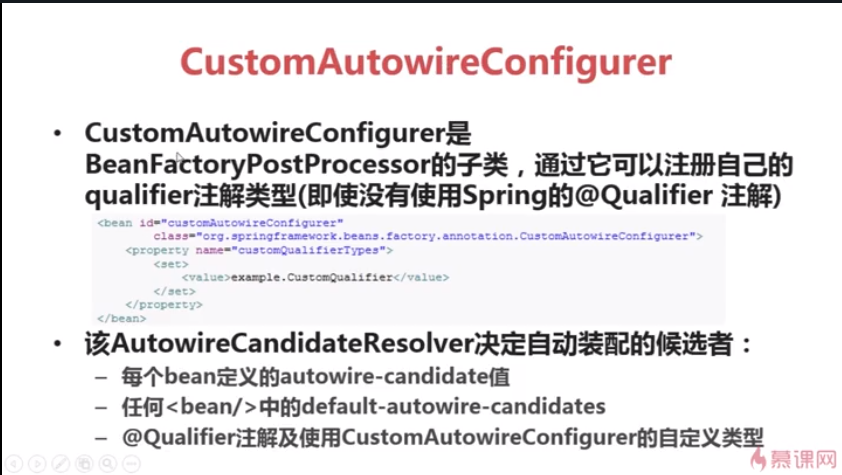 CustomAutowireConfigurer
• CustomAutowireConfigurer是
BeanFactoryPostProcessor的子类，通过它可以注册自己的
qualifier注解类型(即使没有使用Spring的@Qualifier 注解)
<bean id="customAutowireConfigurer"
class="org.springframework.beans.factory.annotation.CustomAutowireConfigurer">
<property name="customQualifierTypes">
<set>
<value>example.CustomQualifier</value>
</set>
</property>
</bean>
• 该AutowireCandidateResolver决定自动装配的候选者：
– 每个bean定义的autowire-candidate值
– 任何<bean/>中的default-autowire-candidates
– @Qualifier注解及使用CustomAutowireConfigurer的自定义类型
慕课网